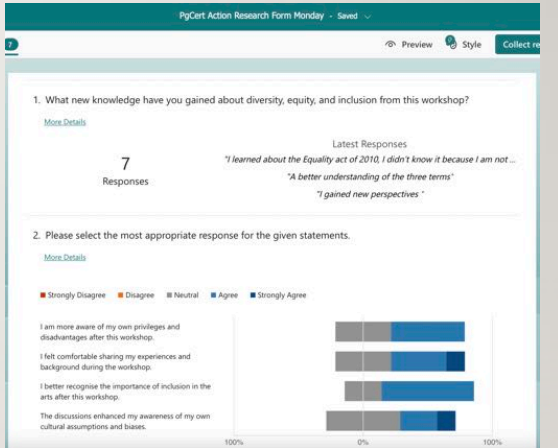 PgCert Action Research Form Monday - Saved
7
Preview
Style
Collect re
1. What new knowledge have you gained about diversity, equity, and inclusion from this workshop?
More Details
7
Responses
Latest Responses
"I learned about the Equality act of 2010, I didn't know it because I am not ...
"A better understanding of the three terms"
"I gained new perspectives "
2. Please select the most appropriate response for the given statements.
More Details
Strongly Disagree Disagree Neutral Agree Strongly Agree
I am more aware of my own privileges and
disadvantages after this workshop.
I felt comfortable sharing my experiences and
background during the workshop.
I better recognise the importance of inclusion in the
arts after this workshop.
The discussions enhanced my awareness of my own
cultural assumptions and biases.
100% 0% 100%